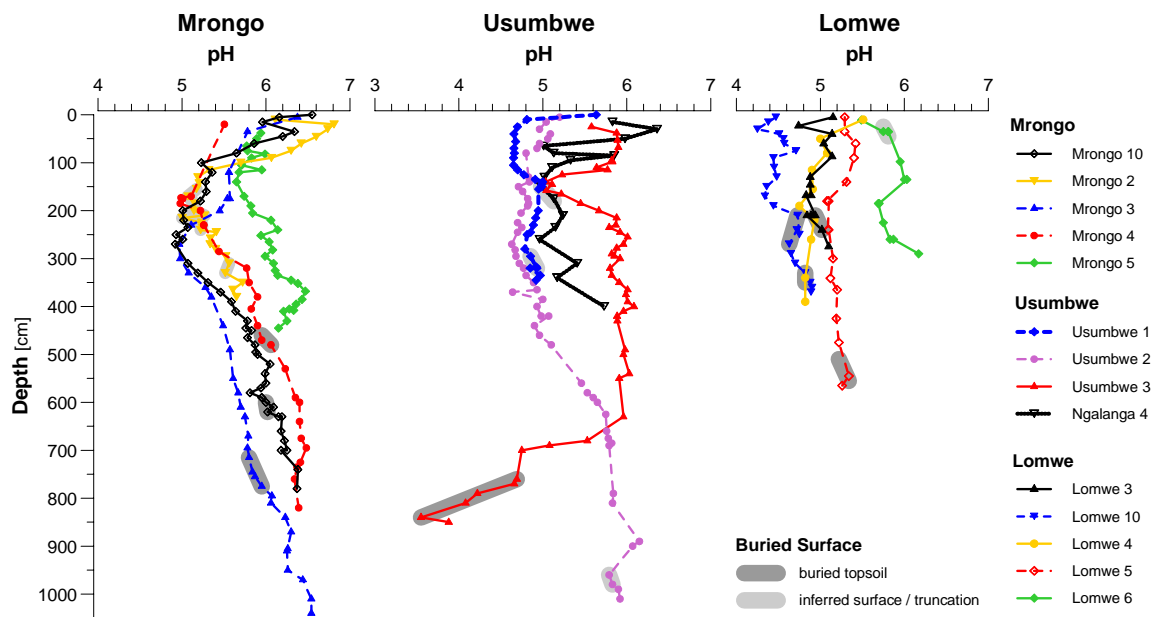 Mrongo Usumbwe Lomwe
pH pH pH
4 5 6 7 3 4 5 6 7 4 5 6 7
0
100
200
300
400
500
600
700
800
900
1000
Depth [cm]
Mrongo
Mrongo 10
Mrongo 2
Mrongo 3
Mrongo 4
Mrongo 5
Usumbwe
Usumbwe 1
Usumbwe 2
Usumbwe 3
Ngalanga 4
Lomwe
Lomwe 3
Lomwe 10
Lomwe 4
Lomwe 5
Lomwe 6
Buried Surface
buried topsoil
inferred surface / truncation